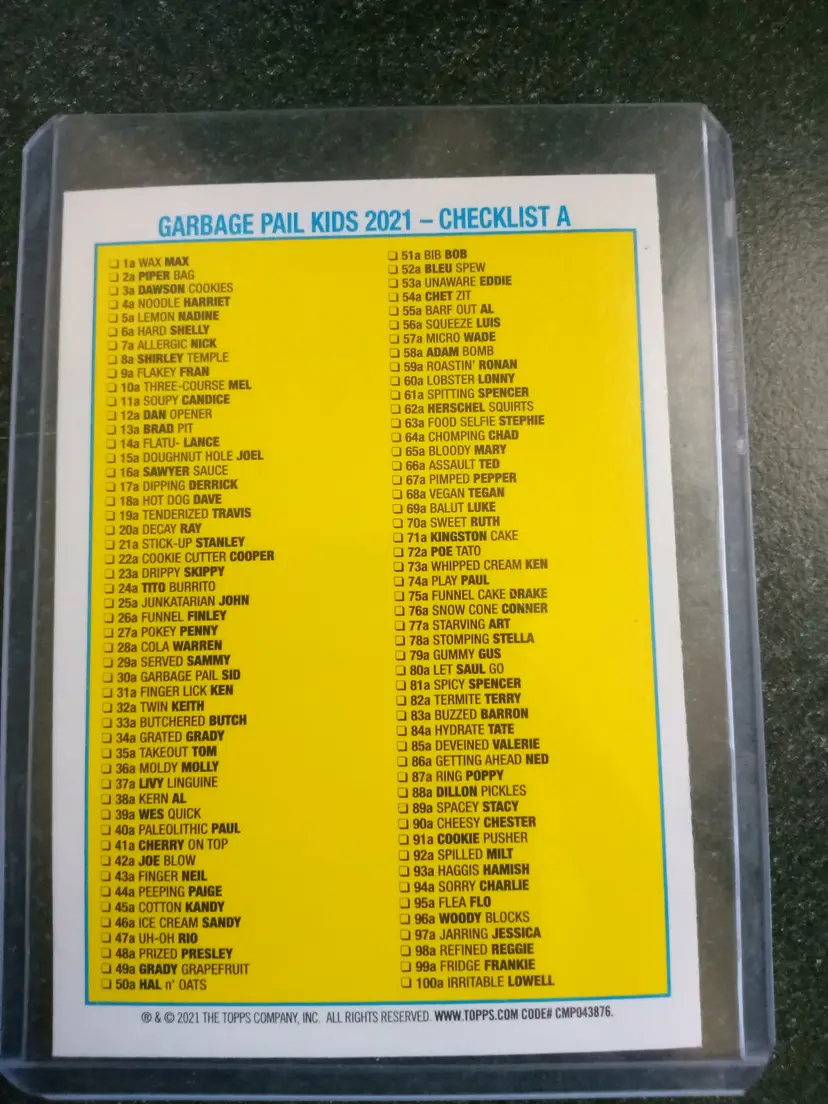 GARBAGE PAIL KIDS 2021 – CHECKLIST A
❏ 1a WAX MAX
❏ 2a PIPER BAG
❏ 3a DAWSON COOKIES
❏ 4a NOODLE HARRIET
❏ 5a LEMON NADINE
❏ 6a HARD SHELLY
❏ 7a ALLERGIC NICK
❏ 8a SHIRLEY TEMPLE
❏ 9a FLAKEY FRAN
❏ 10a THREE-COURSE MEL
❏ 11a SOUPY CANDICE
❏ 12a DAN OPENER
❏ 13a BRAD PIT
❏ 14a FLATU- LANCE
❏ 15a DOUGHNUT HOLE JOEL
❏ 16a SAWYER SAUCE
❏ 17a DIPPING DERRICK
❏ 18a HOT DOG DAVE
❏ 19a TENDERIZED TRAVIS
❏ 20a DECAY RAY
❏ 21a STICK-UP STANLEY
❏ 22a COOKIE CUTTER COOPER
❏ 23a DRIPPY SKIPPY
❏ 24a TITO BURRITO
❏ 25a JUNKATARIAN JOHN
❏ 26a FUNNEL FINLEY
❏ 27a POKEY PENNY
❏ 28a COLA WARREN
❏ 29a SERVED SAMMY
❏ 30a GARBAGE PAIL SID
❏ 31a FINGER LICK KEN
❏ 32a TWIN KEITH
❏ 33a BUTCHERED BUTCH
❏ 34a GRATED GRADY
❏ 35a TAKEOUT TOM
❏ 36a MOLDY MOLLY
❏ 37a LIVY LINGUINE
❏ 38a KERN AL
❏ 39a WES QUICK
❏ 40a PALEOLITHIC PAUL
❏ 41a CHERRY ON TOP
❏ 42a JOE BLOW
❏ 43a FINGER NEIL
❏ 44a PEEPING PAIGE
❏ 45a COTTON KANDY
❏ 46a ICE CREAM SANDY
❏ 47a UH-OH RIO
❏ 48a PRIZED PRESLEY
❏ 49a GRADY GRAPEFRUIT
❏ 50a HAL n' OATS
❏ 51a BIB BOB
❏ 52a BLEU SPEW
❏ 53a UNAWARE EDDIE
❏ 54a CHET ZIT
❏ 55a BARF OUT AL
❏ 56a SQUEEZE LUIS
❏ 57a MICRO WADE
❏ 58a ADAM BOMB
❏ 59a ROASTIN' RONAN
❏ 60a LOBSTER LONNY
❏ 61a SPITTING SPENCER
❏ 62a HERSCHEL SQUIRTS
❏ 63a FOOD SELFIE STEPHIE
❏ 64a CHOMPING CHAD
❏ 65a BLOODY MARY
❏ 66a ASSAULT TED
❏ 67a PIMPED PEPPER
❏ 68a VEGAN TEGAN
❏ 69a BALUT LUKE
❏ 70a SWEET RUTH
❏ 71a KINGSTON CAKE
❏ 72a POE TATO
❏ 73a WHIPPED CREAM KEN
❏ 74a PLAY PAUL
❏ 75a FUNNEL CAKE DRAKE
❏ 76a SNOW CONE CONNER
❏ 77a STARVING ART
❏ 78a STOMPING STELLA
❏ 79a GUMMY GUS
❏ 80a LET SAUL GO
❏ 81a SPICY SPENCER
❏ 82a TERMITE TERRY
❏ 83a BUZZED BARRON
❏ 84a HYDRATE TATE
❏ 85a DEVEINED VALERIE
❏ 86a GETTING AHEAD NED
❏ 87a RING POPPY
❏ 88a DILLON PICKLES
❏ 89a SPACEY STACY
❏ 90a CHEESY CHESTER
❏ 91a COOKIE PUSHER
❏ 92a SPILLED MILT
❏ 93a HAGGIS HAMISH
❏ 94a SORRY CHARLIE
❏ 95a FLEA FLO
❏ 96a WOODY BLOCKS
❏ 97a JARRING JESSICA
❏ 98a REFINED REGGIE
❏ 99a FRIDGE FRANKIE
❏ 100a IRRITABLE LOWELL
® & © 2021 THE TOPPS COMPANY, INC. ALL RIGHTS RESERVED. WWW.TOPPS.COM CODE# CMP043876.